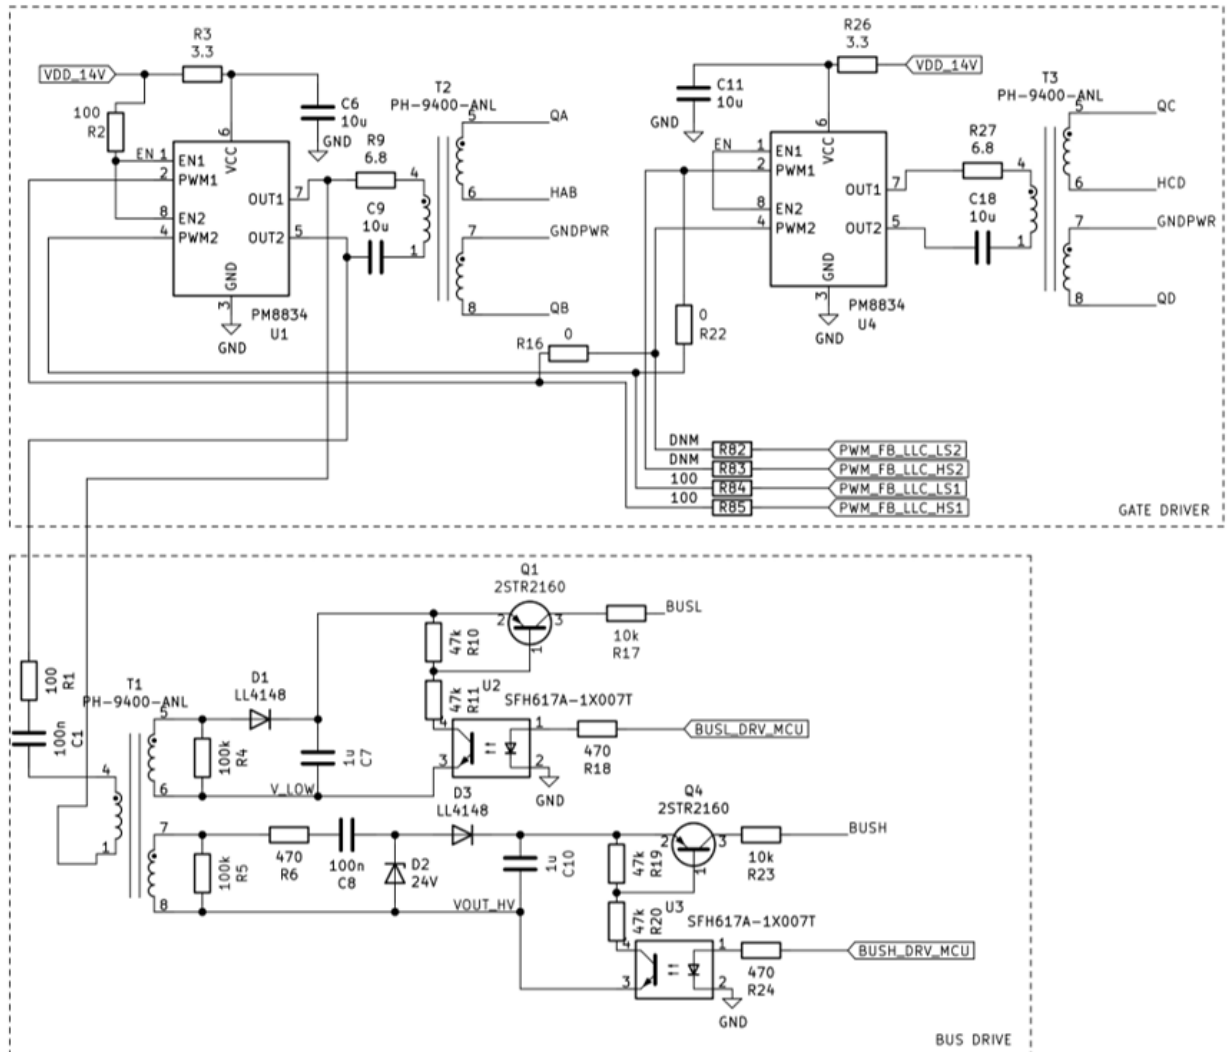 R3
3.3
VDD_14V
100
R2
C6
10u
GND
EN 1
2
8
4
EN1
PWM1
EN2
PWM2
6
VCC
OUT1
OUT2
7
5
GND
3
PM8834
U1
GND
R9
6.8
C9
10u
T2
PH-9400-ANL
4
1
5
QA
6
HAB
7
GNDPWR
8
QB
R26
3.3
VDD_14V
C11
10u
GND
EN
1
2
8
4
EN1
PWM1
EN2
PWM2
6
VCC
OUT1
OUT2
7
5
GND
3
PM8834
U4
GND
R27
6.8
C18
10u
T3
PH-9400-ANL
4
1
5
QC
6
HCD
7
GNDPWR
8
QD
R16
0
0
R22
DNM R82 PWM_FB_LLC_LS2
DNM R83 PWM_FB_LLC_HS2
100 R84 PWM_FB_LLC_LS1
100 R85 PWM_FB_LLC_HS1
GATE DRIVER
100
R1
100n
C1
T1
PH-9400-ANL
4
1
5
6
7
8
D1
LL4148
100k
R4
1u
C7
V_LOW
47k
R10
47k
R11
Q1
2STR2160
2
3
1
10k
R17
BUSL
U2
SFH617A-1X007T
4
3
1
2
470
R18
BUSL_DRV_MCU
GND
100k
R5
470
R6
100n
C8
D2
24V
D3
LL4148
1u
C10
VOUT_HV
47k
R19
47k
R20
Q4
2STR2160
2
3
1
10k
R23
BUSH
U3
SFH617A-1X007T
4
3
1
2
470
R24
BUSH_DRV_MCU
GND
BUS DRIVE